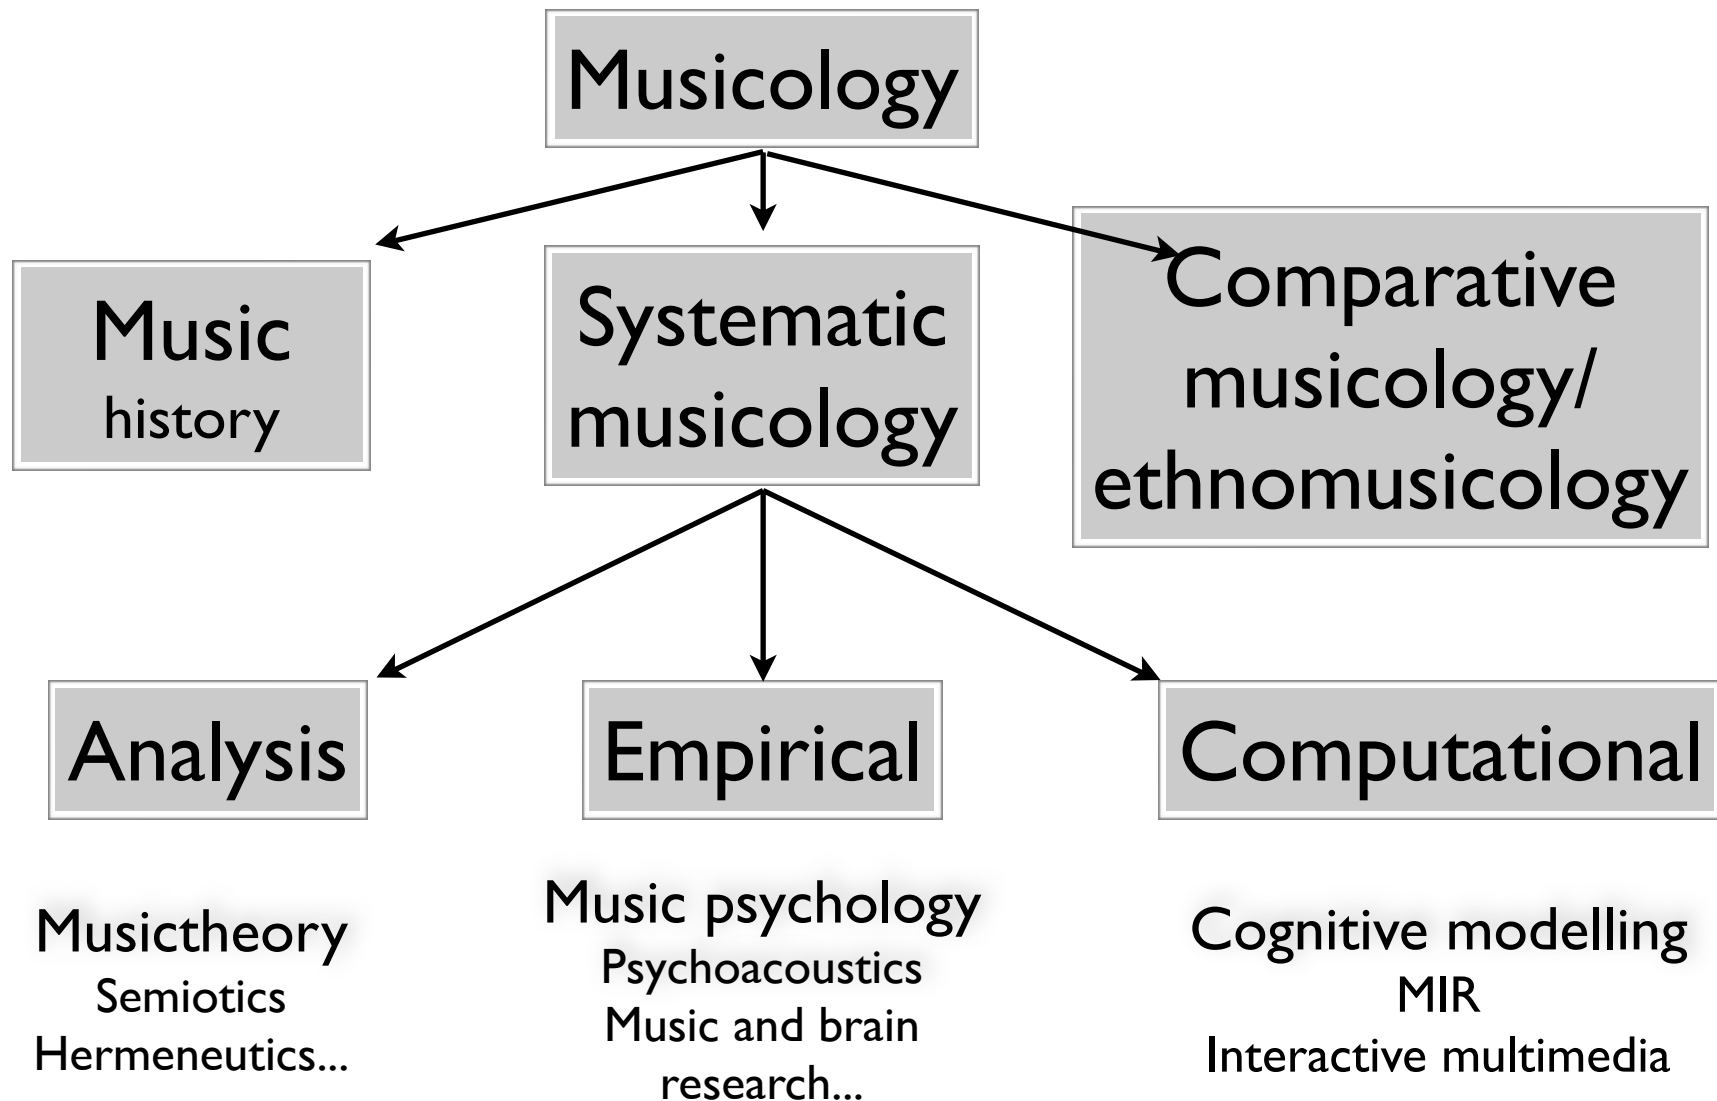 Musicology
Music
history
Systematic
musicology
Comparative
musicology/
ethnomusicology
Analysis
Empirical
Computational
Musictheory
Semiotics
Hermeneutics...
Music psychology
Psychoacoustics
Music and brain
research...
Cognitive modelling
MIR
Interactive multimedia